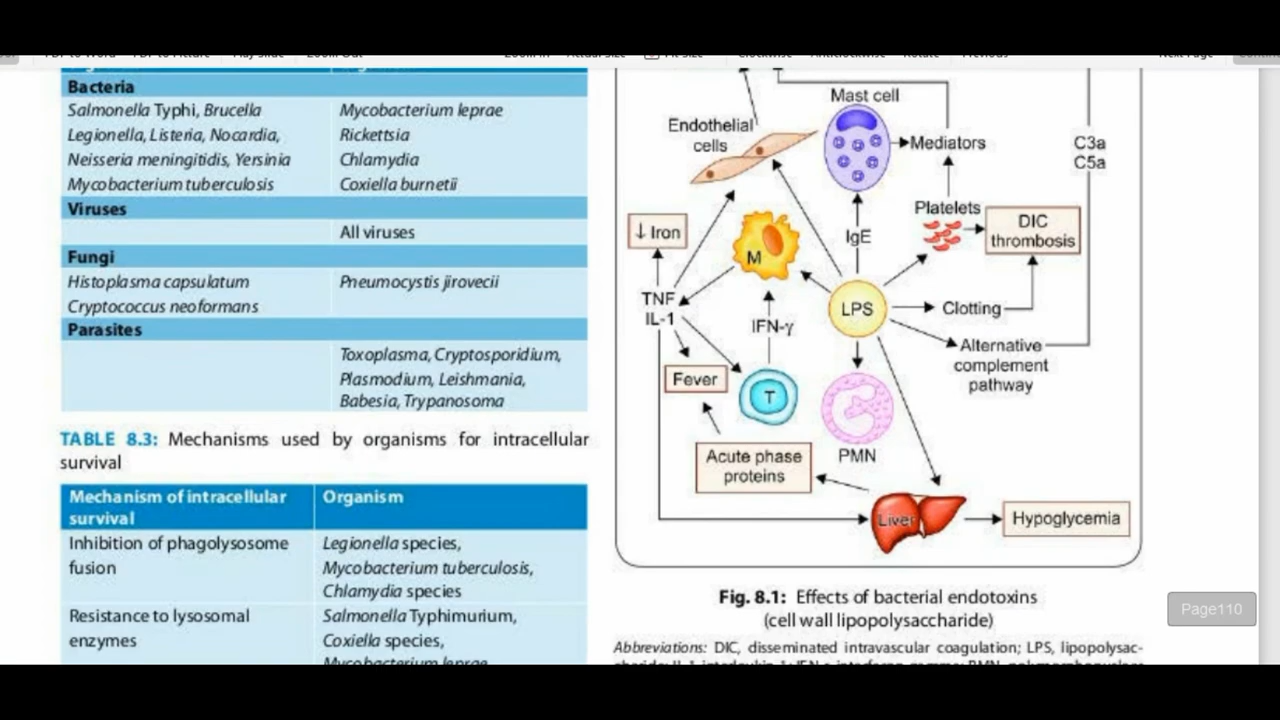 Bacteria
Salmonella Typhi, Brucella
Mycobacterium leprae
Legionella, Listeria, Nocardia,
Rickettsia
Neisseria meningitidis, Yersinia
Chlamydia
Mycobacterium tuberculosis
Coxiella burnetii
Viruses
All viruses
Fungi
Histoplasma capsulatum
Pneumocystis jirovecii
Cryptococcus neoformans
Parasites
Toxoplasma, Cryptosporidium,
Plasmodium, Leishmania,
Babesia, Trypanosoma
TABLE 8.3: Mechanisms used by organisms for intracellular
survival
Mechanism of intracellular
survival
Organism
Inhibition of phagolysosome
fusion
Legionella species,
Mycobacterium tuberculosis,
Chlamydia species
Resistance to lysosomal
enzymes
Salmonella Typhimurium,
Coxiella species,
Mycobacterium leprae
Mast cell
Endothelial
cells
Mediators
C3a
C5a
Platelets
DIC
thrombosis
↓ Iron
IgE
M
TNF
IL-1
LPS
Clotting
IFN-γ
Alternative
complement
pathway
Fever
T
PMN
Acute phase
proteins
Liver
Hypoglycemia
Fig. 8.1: Effects of bacterial endotoxins
(cell wall lipopolysaccharide)
Page110
Abbreviations: DIC, disseminated intravascular coagulation; LPS, lipopolysac-